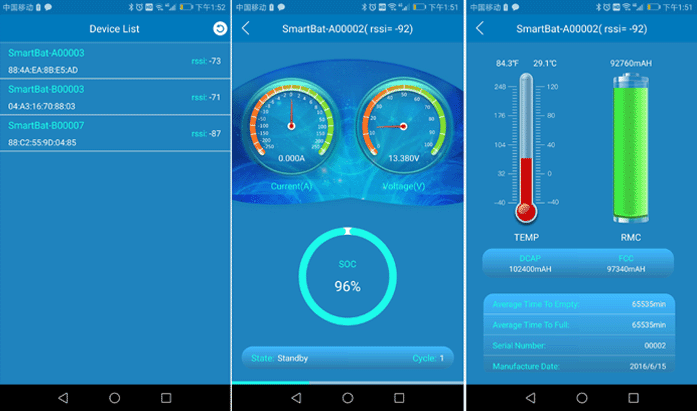 中国移动
下午1:52
Device List
SmartBat-A00003
88:4A:EA:8B:E5:AD
rssi: -73
SmartBat-B00003
04:A3:16:70:88:03
rssi: -71
SmartBat-B00007
88:C2:55:9D:04:85
rssi: -87
中国移动
下午1:51
SmartBat-A00002( rssi= -92)
0.000A
13.380V
Current(A)
Voltage(V)
SOC
96%
State: Standby
Cycle: 1
中国移动
下午1:51
SmartBat-A00002( rssi= -92)
84.3℉
29.1℃
92760mAH
248
120
212
176
80
140
104
40
68
32
0
-4
-40
-40
TEMP
RMC
DCAP
FCC
102400mAH
97340mAH
Average Time To Empty: 65535min
Average Time To Full: 65535min
Serial Number: 00002
Manufacture Date: 2016/6/15